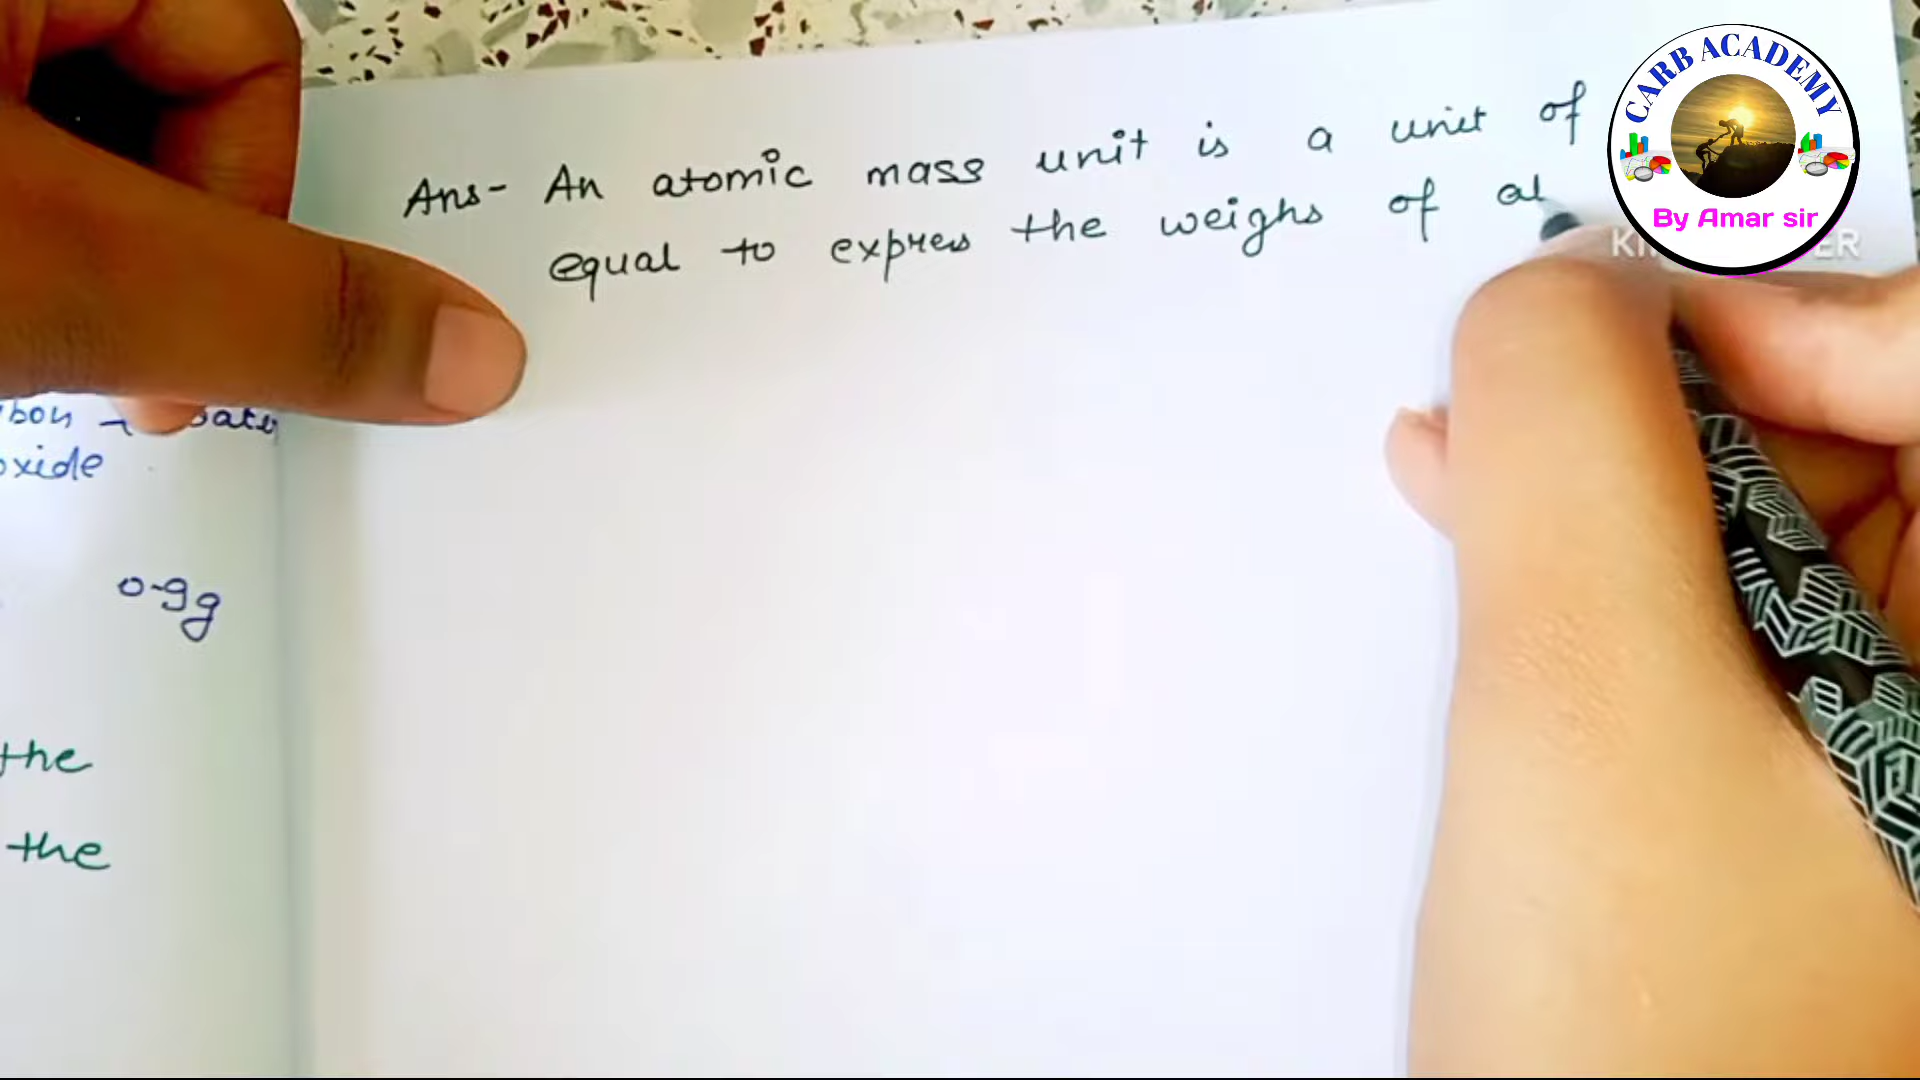 CARB ACADEMY
By Amar sir
Ans- An atomic mass unit is a unit of
equal to expres the weighs of at
oxide
0.9g
the
the